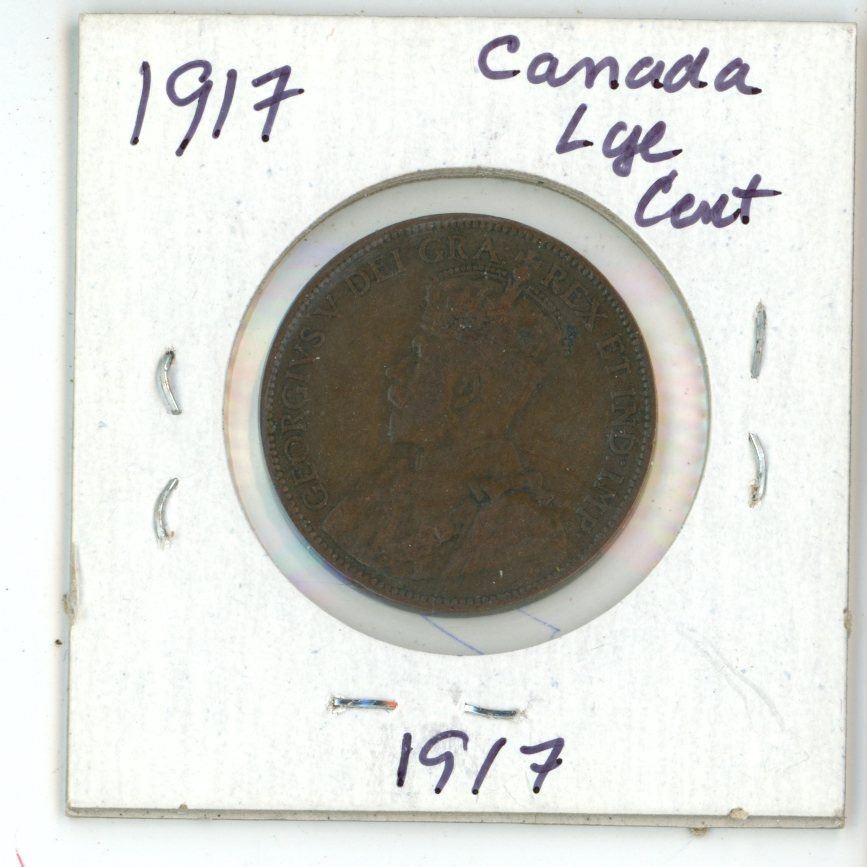 1917
Canada
Lge
Cent
GEORGIVS V DEI GRA: REX ET IND: IMP:
1917